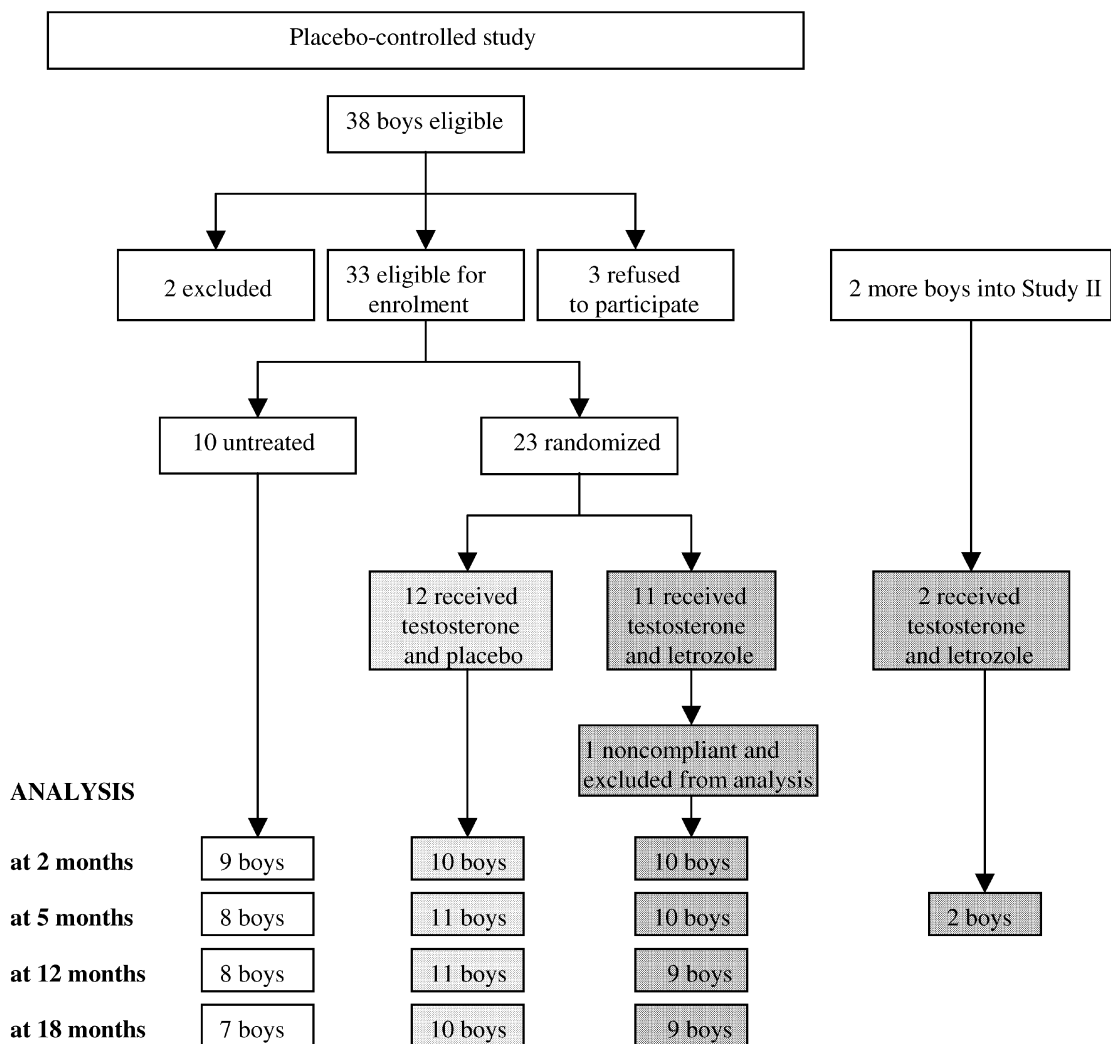 Placebo-controlled study
38 boys eligible
2 excluded
33 eligible for
enrolment
3 refused
to participate
2 more boys into Study II
10 untreated
23 randomized
12 received
testosterone
and placebo
11 received
testosterone
and letrozole
2 received
testosterone
and letrozole
1 noncompliant and
excluded from analysis
ANALYSIS
at 2 months
9 boys
10 boys
10 boys
at 5 months
8 boys
11 boys
10 boys
2 boys
at 12 months
8 boys
11 boys
9 boys
at 18 months
7 boys
10 boys
9 boys